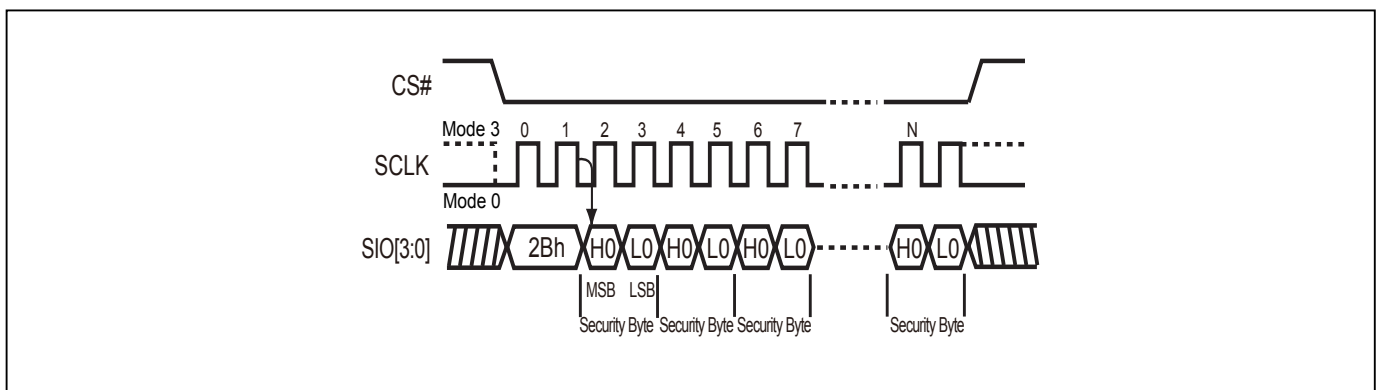 CS#
Mode 3 0 1 2 3 4 5 6 7 N
SCLK
Mode 0
SIO[3:0] 2Bh H0 L0 H0 L0 H0 L0 H0 L0
MSB LSB
Security Byte Security Byte Security Byte Security Byte